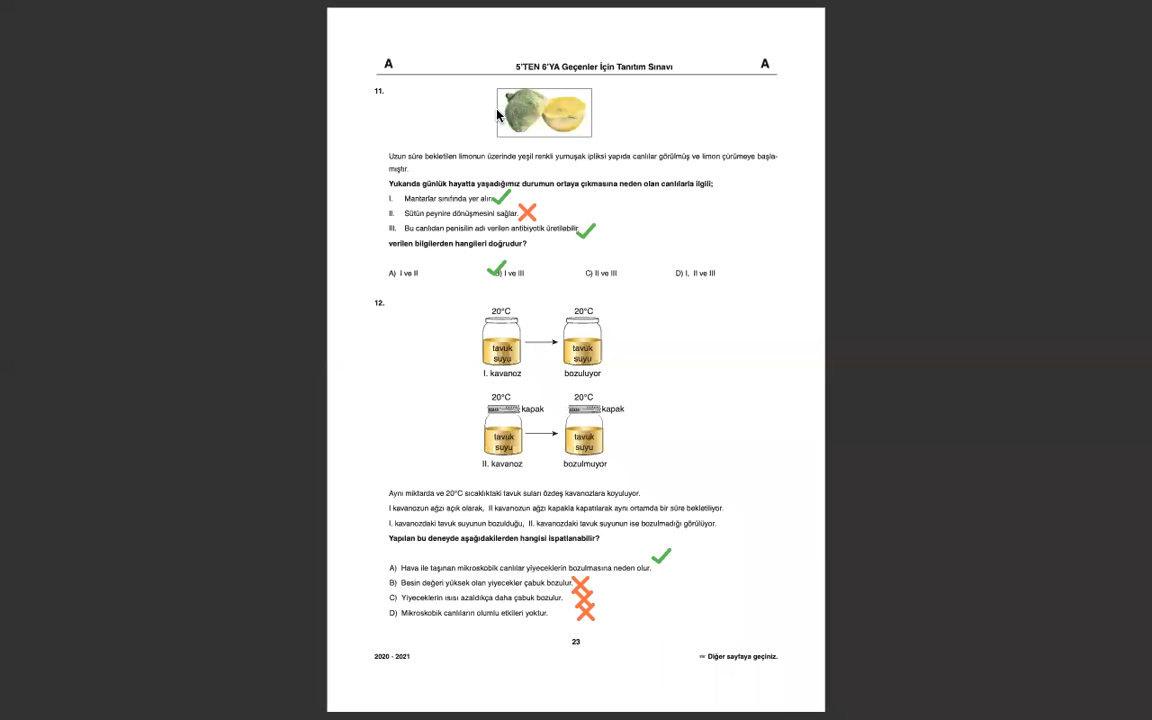 A 5'TEN 6'YA Geçenler İçin Tanıtım Sınavı A
11.
Uzun süre bekletilen limonun üzerinde yeşil renkli yumuşak ipliksi yapıda canlılar görülmüş ve limon çürümeye başla-
mıştır.
Yukarıda günlük hayatta yaşadığımız durumun ortaya çıkmasına neden olan canlılarla ilgili;
I. Mantarlar sınıfında yer alır.
II. Sütün peynire dönüşmesini sağlar.
III. Bu canlıdan penisilin adı verilen antibiyotik üretilebilir.
verilen bilgilerden hangileri doğrudur?
A) I ve II B) I ve III C) II ve III D) I, II ve III
12.
20°C 20°C
tavuk suyu tavuk suyu
I. kavanoz bozuluyor
20°C 20°C
kapak kapak
tavuk suyu tavuk suyu
II. kavanoz bozulmuyor
Aynı miktarda ve 20°C sıcaklıktaki tavuk suları özdeş kavanozlara koyuluyor.
I kavanozun ağzı açık olarak, II kavanozun ağzı kapakla kapatılarak aynı ortamda bir süre bekletiliyor.
I. kavanozdaki tavuk suyunun bozulduğu, II. kavanozdaki tavuk suyunun ise bozulmadığı görülüyor.
Yapılan bu deneyde aşağıdakilerden hangisi ispatlanabilir?
A) Hava ile taşınan mikroskobik canlılar yiyeceklerin bozulmasına neden olur.
B) Besin değeri yüksek olan yiyecekler çabuk bozulur.
C) Yiyeceklerin ısısı azaldıkça daha çabuk bozulur.
D) Mikroskobik canlıların olumlu etkileri yoktur.
23
2020 - 2021 Diğer sayfaya geçiniz.